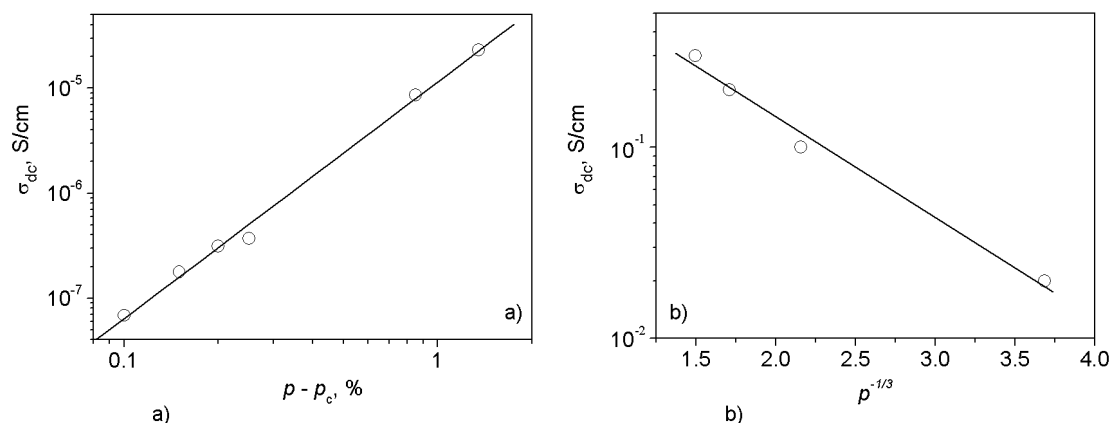 10⁻⁵
10⁻⁶
10⁻⁷
σdc, S/cm
0.1 1
p - pc, %
a)
a)
10⁻¹
10⁻²
σdc, S/cm
1.5 2.0 2.5 3.0 3.5 4.0
p⁻¹/³
b)
b)